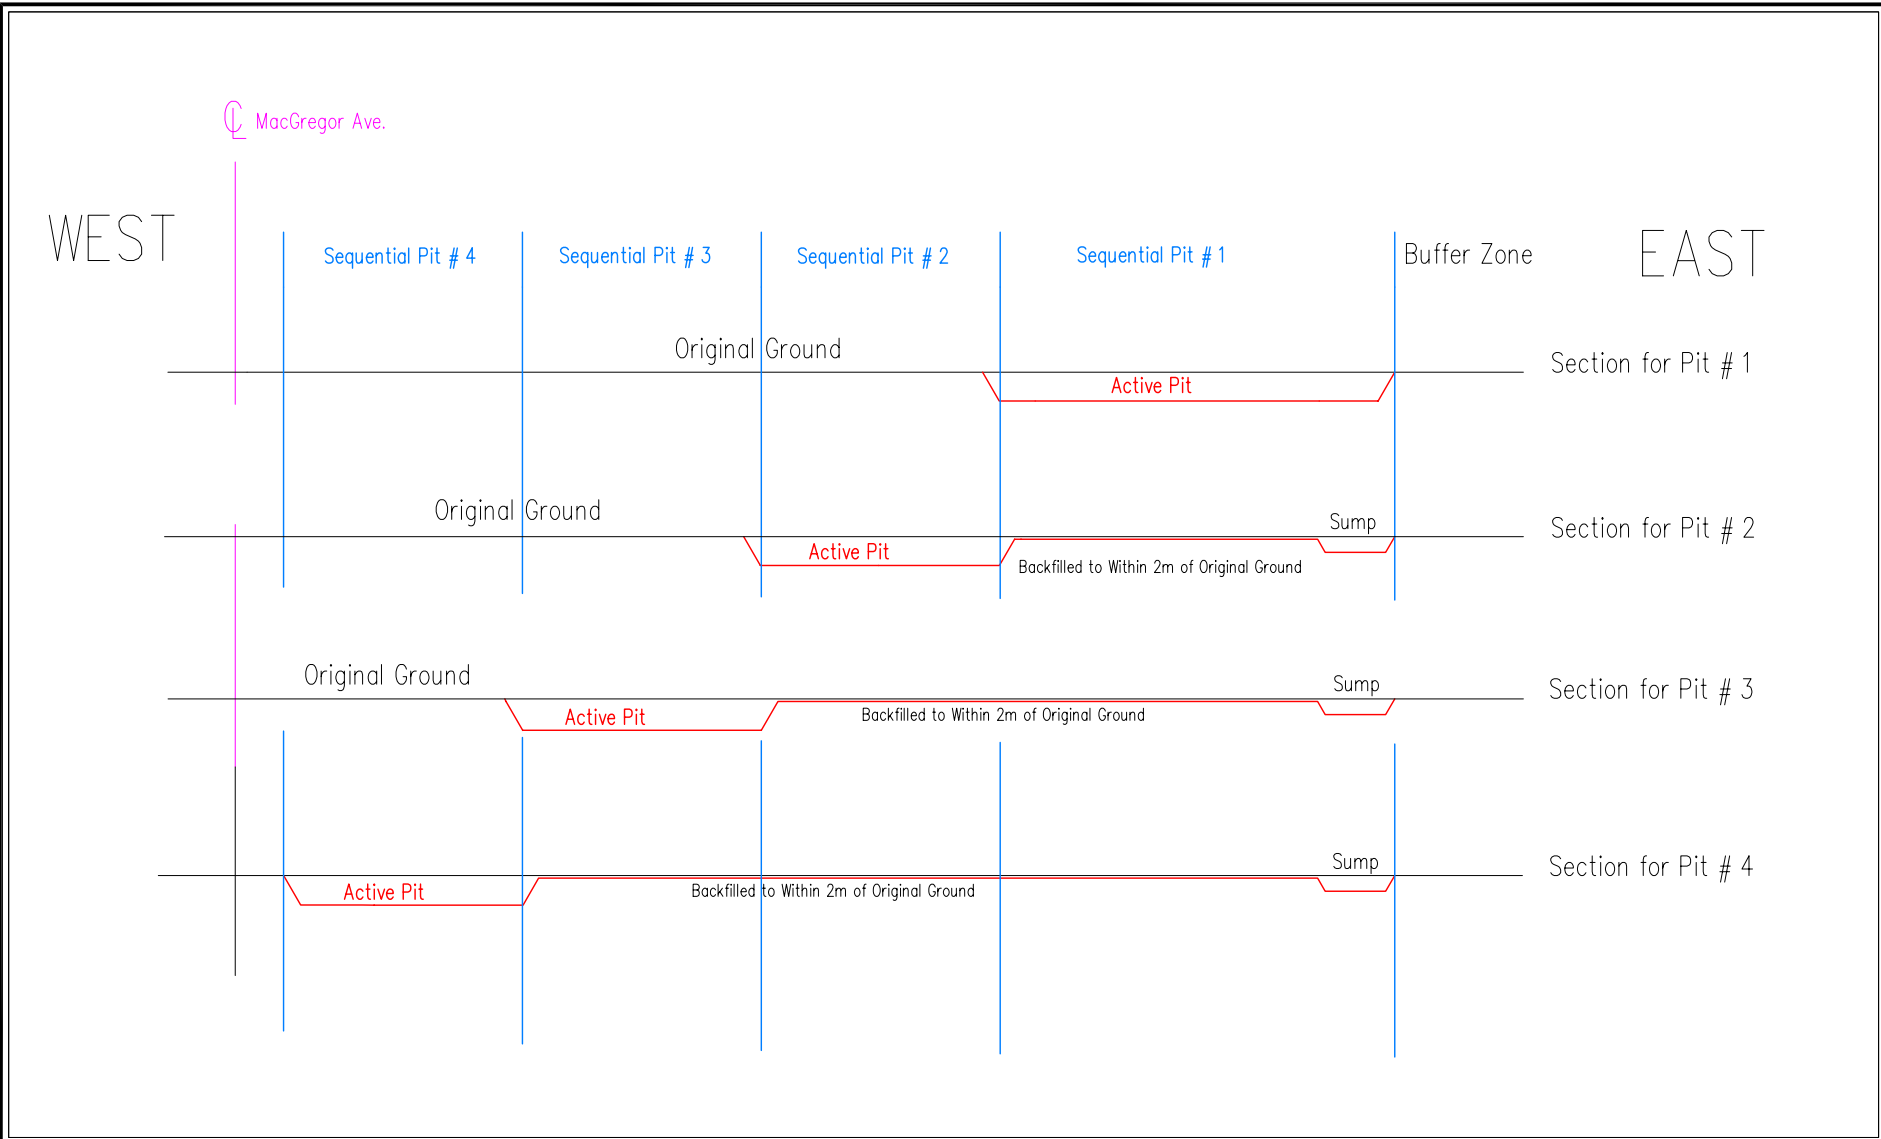 ℄ MacGregor Ave.
WEST
Sequential Pit # 4
Sequential Pit # 3
Sequential Pit # 2
Sequential Pit # 1
Buffer Zone
EAST
Original Ground
Section for Pit # 1
Active Pit
Original Ground
Sump
Section for Pit # 2
Active Pit
Backfilled to Within 2m of Original Ground
Original Ground
Sump
Section for Pit # 3
Active Pit
Backfilled to Within 2m of Original Ground
Sump
Section for Pit # 4
Active Pit
Backfilled to Within 2m of Original Ground